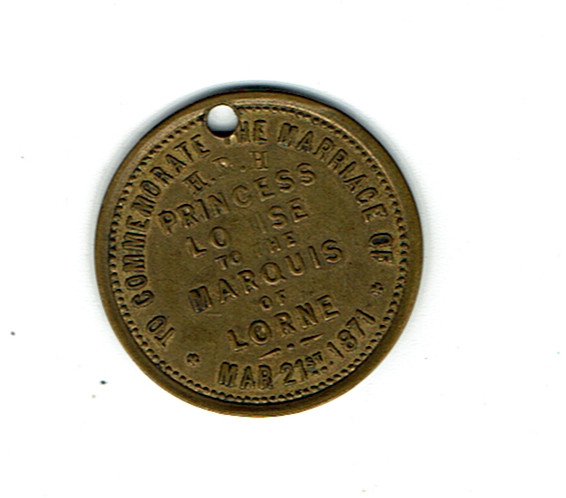 TO COMMEMORATE THE MARRIAGE OF
H.R.H
PRINCESS
LOUISE
TO THE
MARQUIS
OF
LORNE
* MAR 21ST. 1871 *